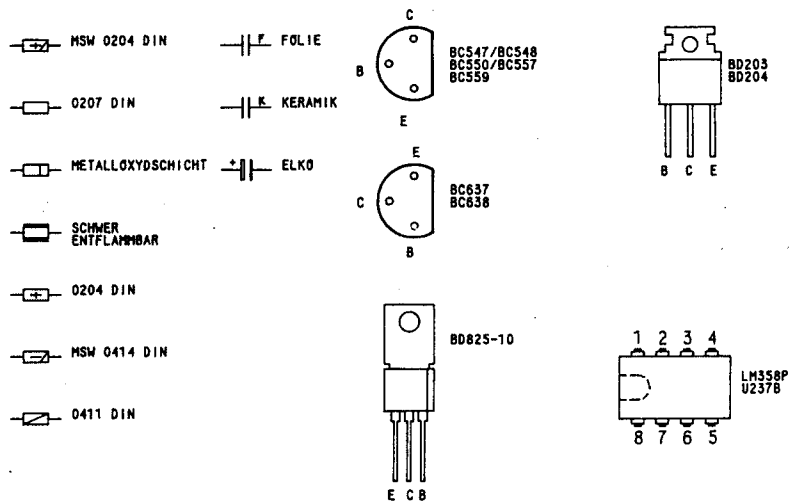 MSW 0204 DIN
0207 DIN
METALLOXYDSCHICHT
SCHWER
ENTFLAMMBAR
0204 DIN
MSW 0414 DIN
0411 DIN
F FOLIE
K KERAMIK
+ ELKO
C
B
E
BC547/BC548
BC550/BC557
BC559
E
C
B
BC637
BC638
BD825-10
E C B
BD203
BD204
B C E
1 2 3 4
8 7 6 5
LM358P
U237B